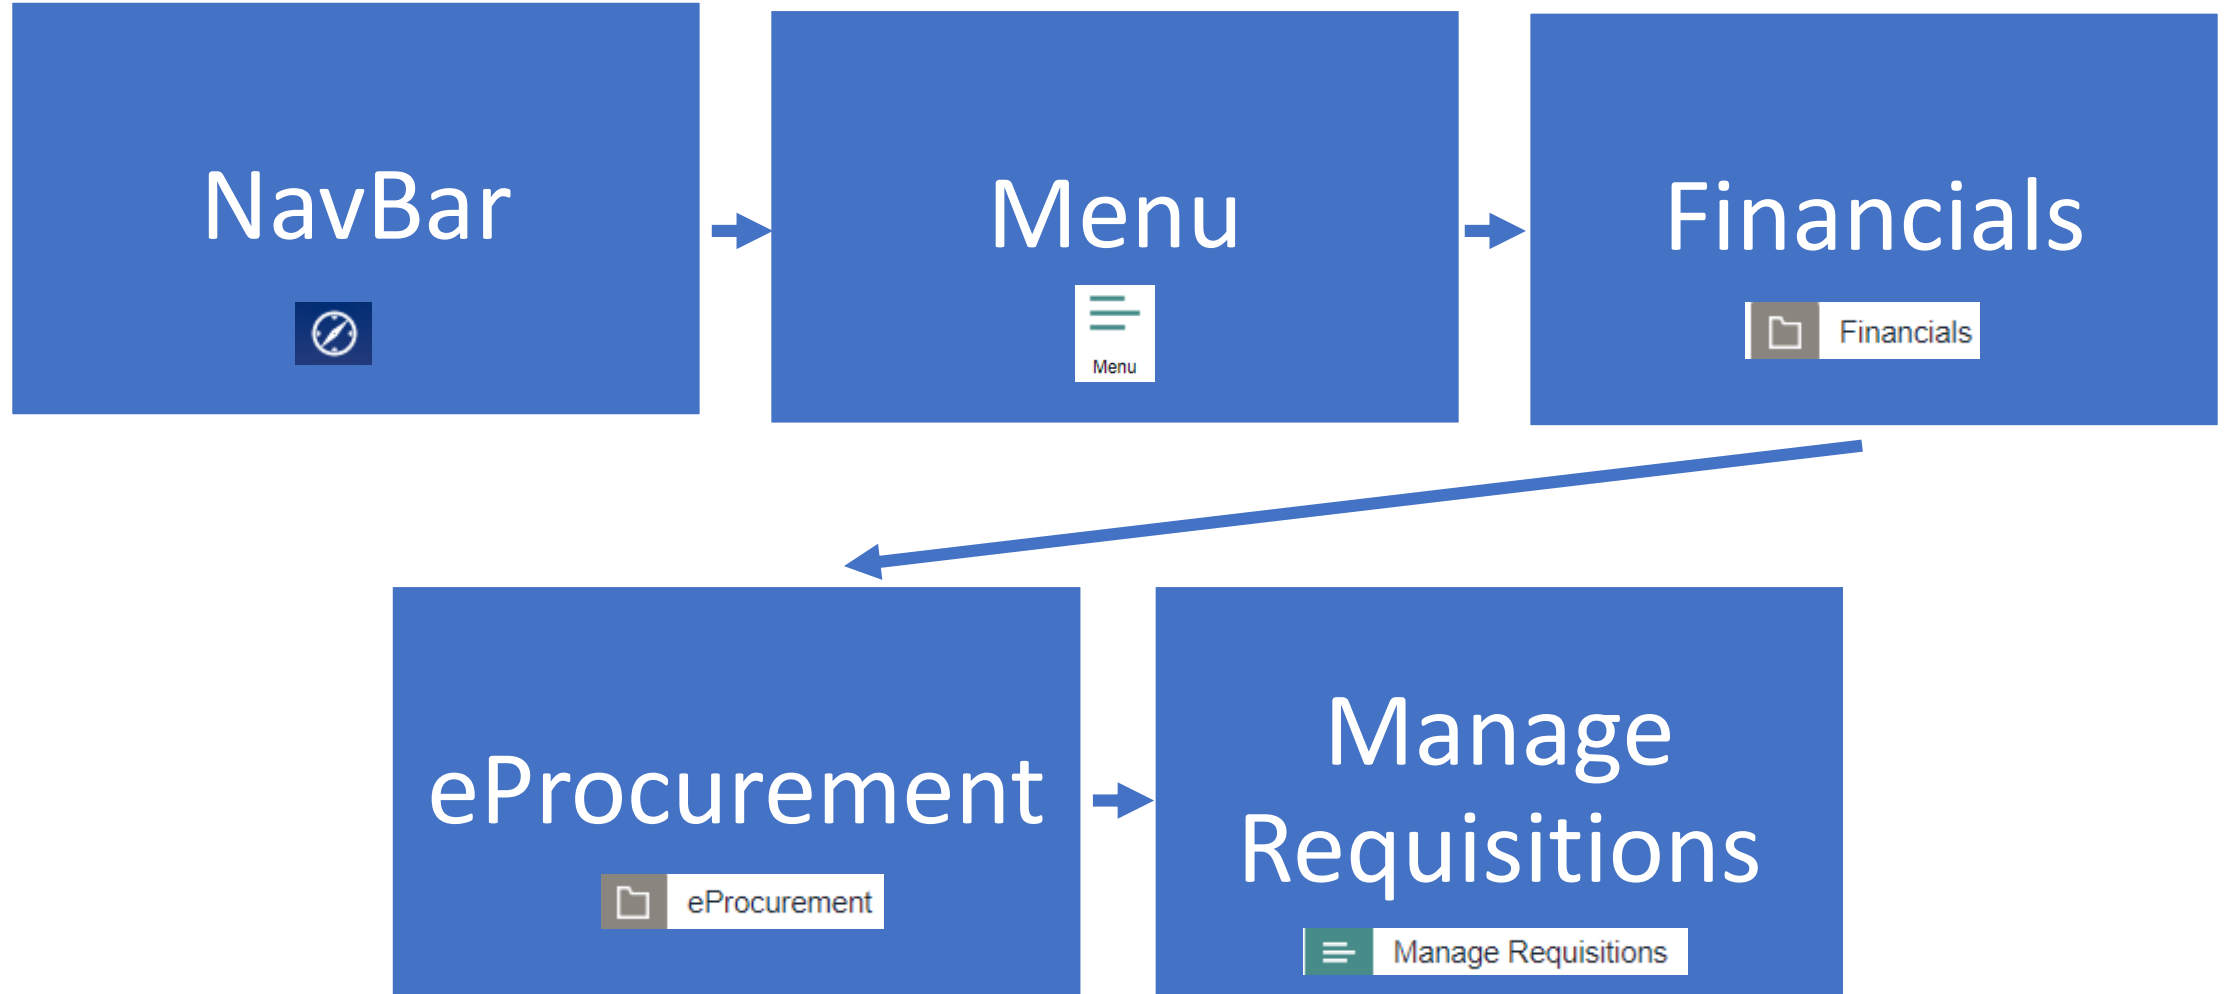 NavBar
Menu
Menu
Financials
Financials
eProcurement
eProcurement
Manage
Requisitions
Manage Requisitions